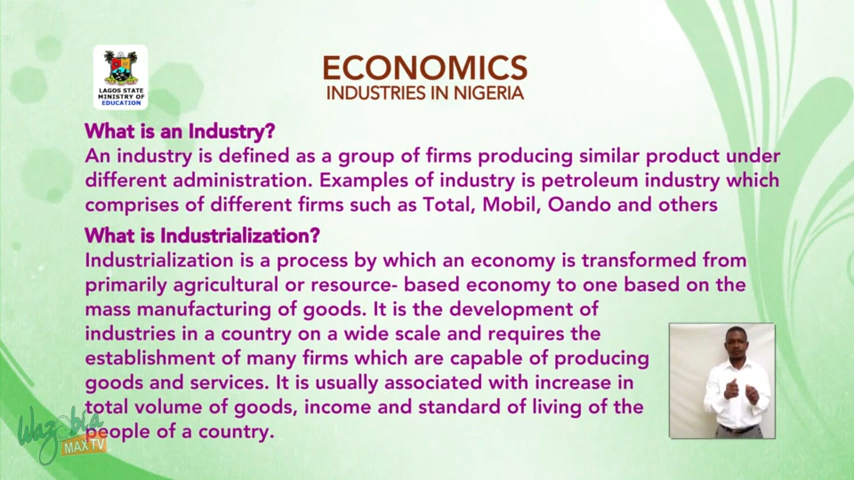 LAGOS STATE
MINISTRY OF
EDUCATION
ECONOMICS
INDUSTRIES IN NIGERIA
What is an Industry?
An industry is defined as a group of firms producing similar product under
different administration. Examples of industry is petroleum industry which
comprises of different firms such as Total, Mobil, Oando and others
What is Industrialization?
Industrialization is a process by which an economy is transformed from
primarily agricultural or resource- based economy to one based on the
mass manufacturing of goods. It is the development of
industries in a country on a wide scale and requires the
establishment of many firms which are capable of producing
goods and services. It is usually associated with increase in
total volume of goods, income and standard of living of the
people of a country.
Wazobia
MAX TV